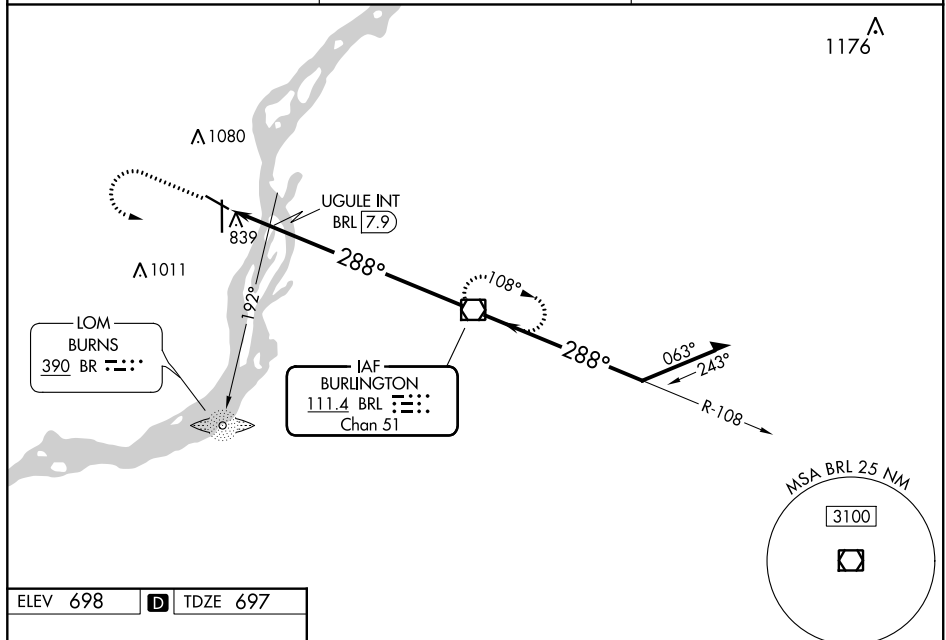 1176
1080
UGULE INT
BRL 7.9
839
288°
1011
108°
192°
LOM
BURNS
390 BR
IAF
BURLINGTON
111.4 BRL
Chan 51
288°
063°
243°
R-108
MSA BRL 25 NM
3100
ELEV 698 D TDZE 697